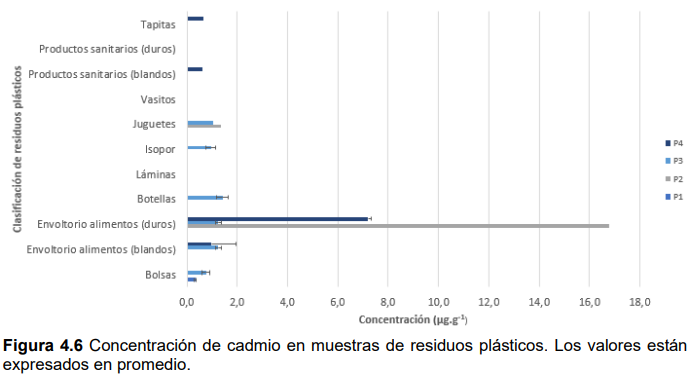 Tapitas
Productos sanitarios (duros)
Productos sanitarios (blandos)
Vasitos
Juguetes
Isopor
Láminas
Botellas
Envoltorio alimentos (duros)
Envoltorio alimentos (blandos)
Bolsas
Clasificación de residuos plásticos
0,0 2,0 4,0 6,0 8,0 10,0 12,0 14,0 16,0 18,0
Concentración (µg.g⁻¹)
P4
P3
P2
P1
Figura 4.6 Concentración de cadmio en muestras de residuos plásticos. Los valores están
expresados en promedio.